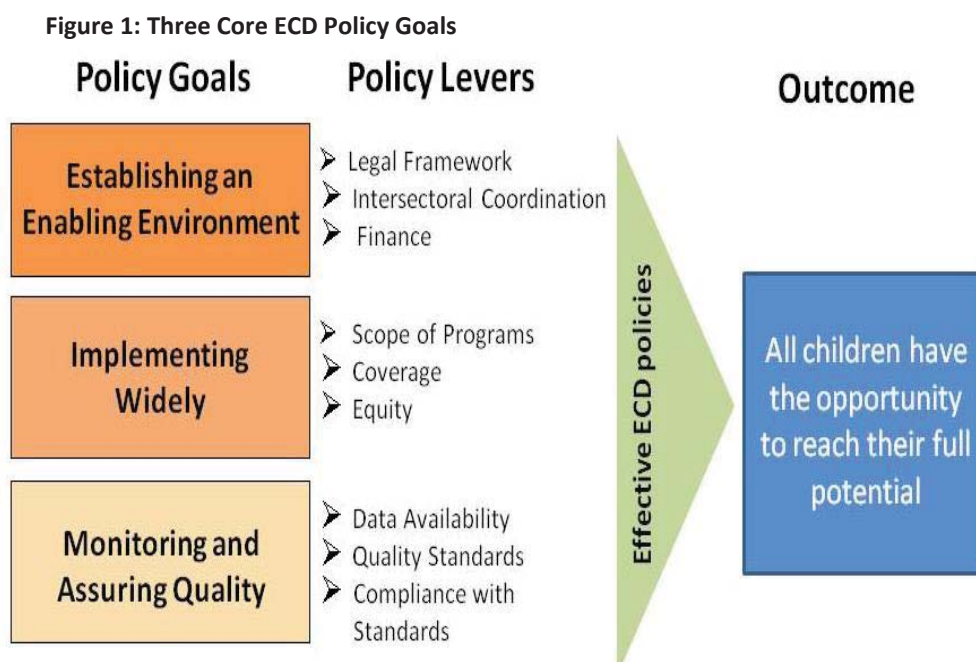 Figure 1: Three Core ECD Policy Goals
Policy Goals
Policy Levers
Outcome
Establishing an
Enabling Environment
➢ Legal Framework
➢ Intersectoral Coordination
➢ Finance
Implementing
Widely
➢ Scope of Programs
➢ Coverage
➢ Equity
Monitoring and
Assuring Quality
➢ Data Availability
➢ Quality Standards
➢ Compliance with
Standards
Effective ECD policies
All children have
the opportunity
to reach their full
potential